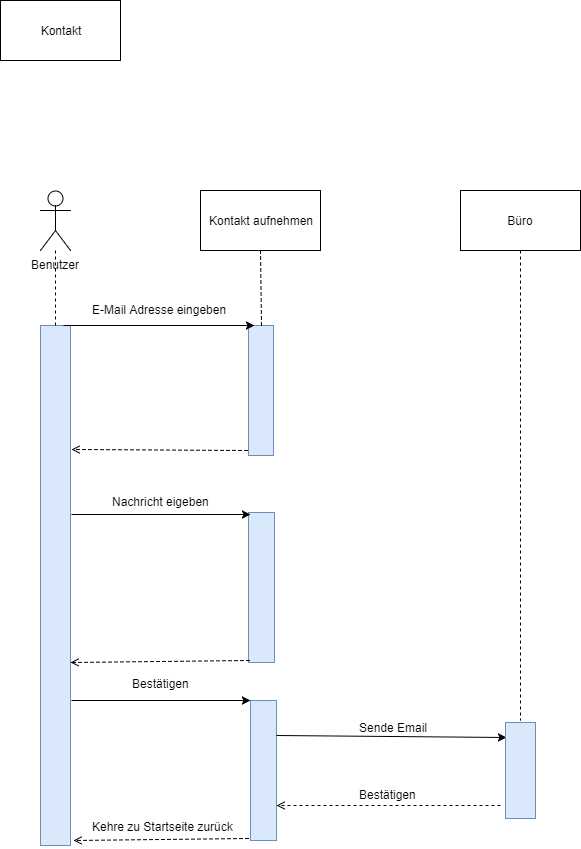 Kontakt
Kontakt aufnehmen
Büro
Benutzer
E-Mail Adresse eingeben
Nachricht eigeben
Bestätigen
Sende Email
Bestätigen
Kehre zu Startseite zurück